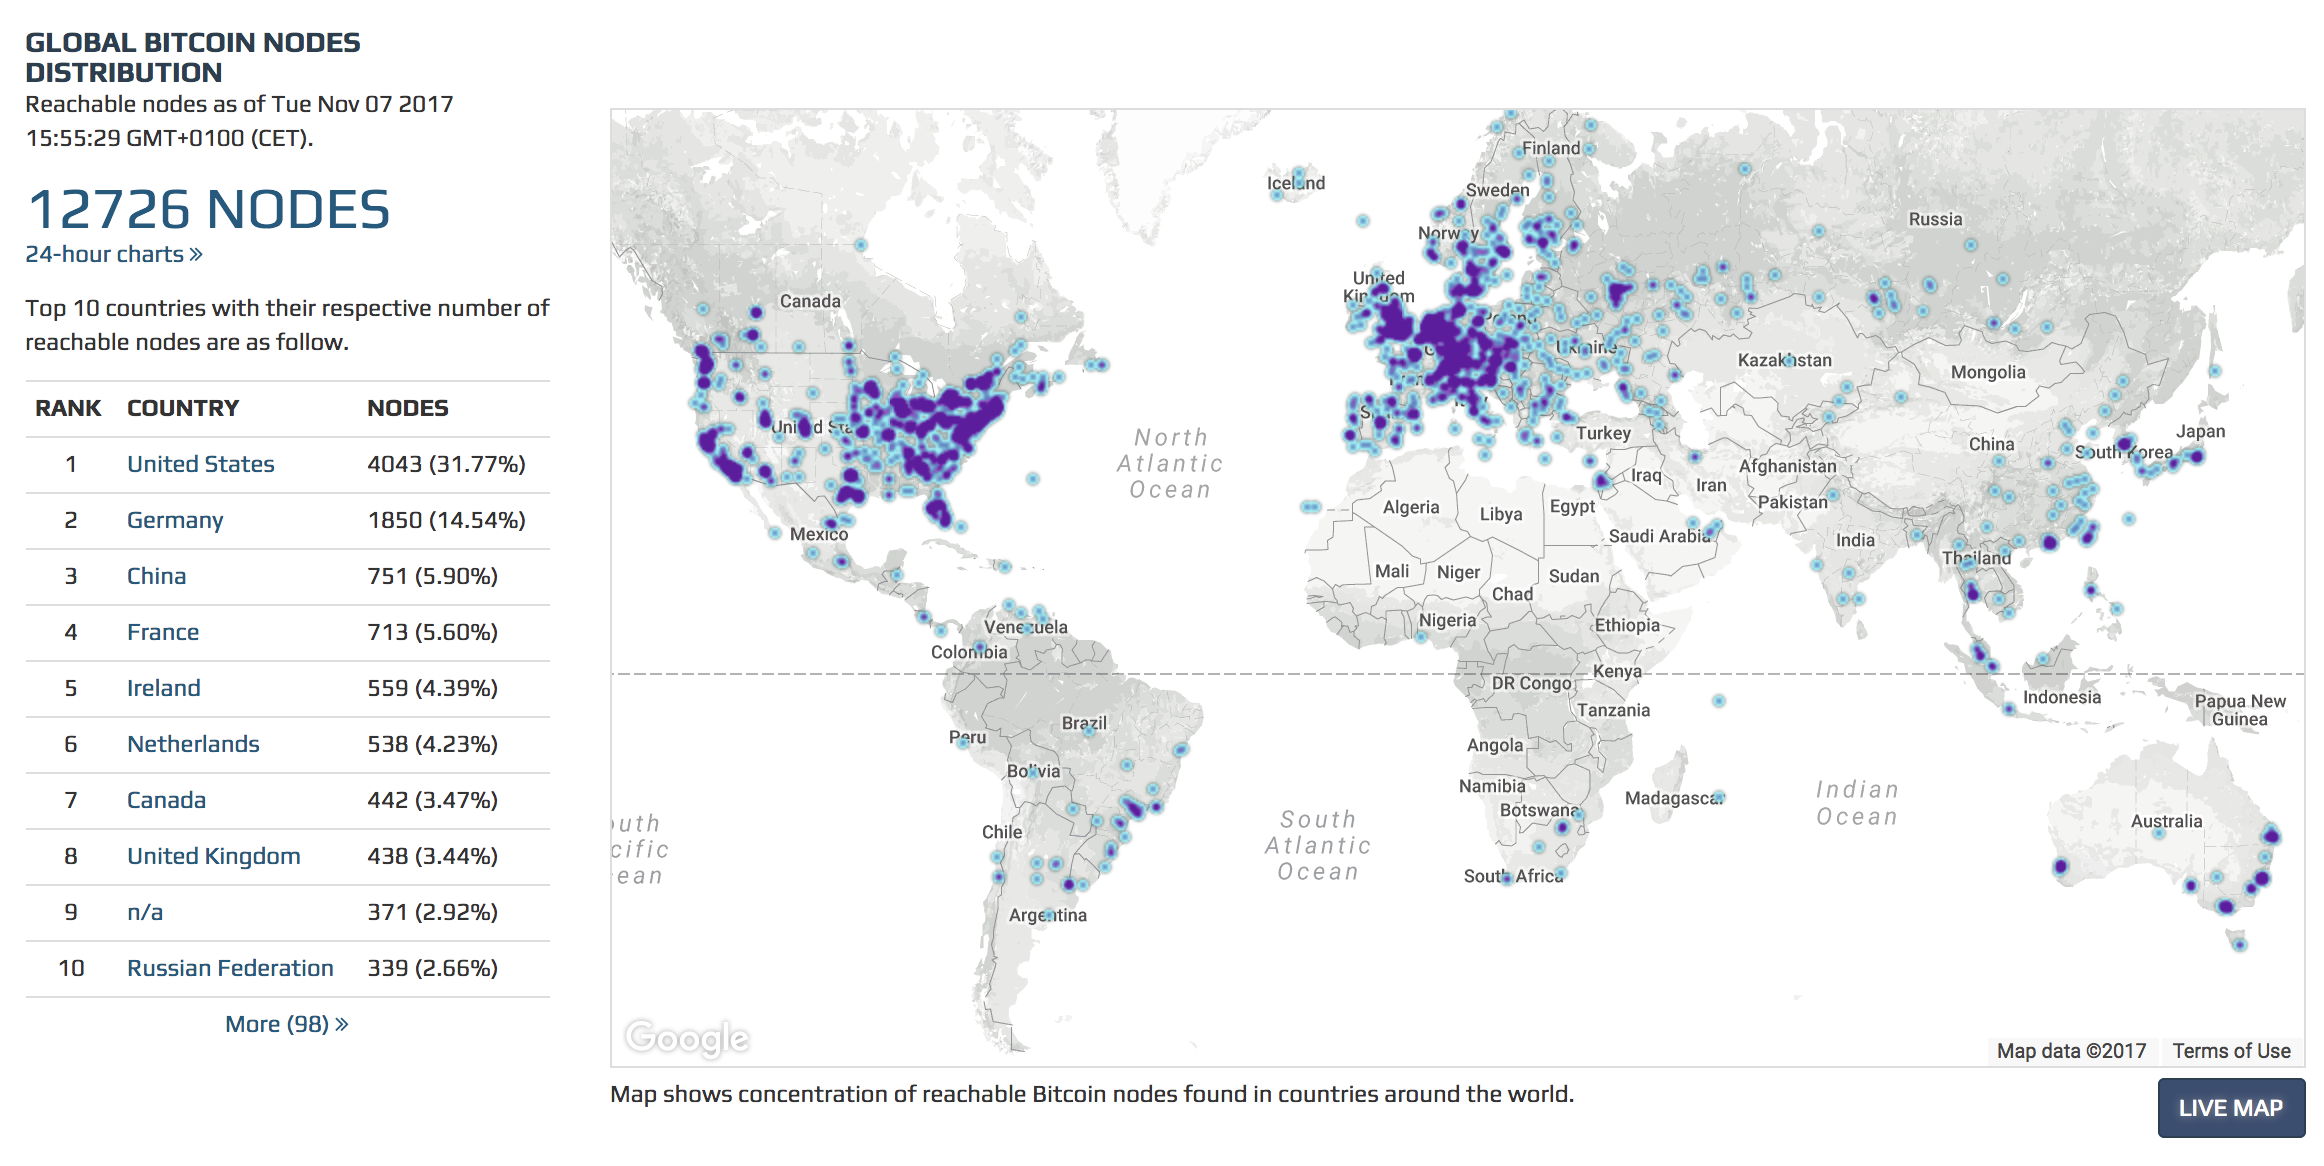 GLOBAL BITCOIN NODES
DISTRIBUTION
Reachable nodes as of Tue Nov 07 2017
15:55:29 GMT+0100 (CET).
12726 NODES
24-hour charts »
Top 10 countries with their respective number of
reachable nodes are as follow.
RANK COUNTRY NODES
1 United States 4043 (31.77%)
2 Germany 1850 (14.54%)
3 China 751 (5.90%)
4 France 713 (5.60%)
5 Ireland 559 (4.39%)
6 Netherlands 538 (4.23%)
7 Canada 442 (3.47%)
8 United Kingdom 438 (3.44%)
9 n/a 371 (2.92%)
10 Russian Federation 339 (2.66%)
More (98) »
Finland
Iceland
Sweden
Russia
Norway
United
Kingdom
Canada
Poland
Ukraine
Kazakhstan
Mongolia
United Sta
North
Atlantic
Ocean
Turkey
China
South Korea
Japan
Afghanistan
Iraq
Iran
Pakistan
Algeria
Libya
Egypt
Saudi Arabia
India
Mexico
Thailand
Mali
Niger
Sudan
Chad
Nigeria
Ethiopia
Venezuela
Colombia
Kenya
DR Congo
Indonesia
Papua New
Guinea
Tanzania
Brazil
Peru
Angola
Bolivia
Namibia
Botswana
Madagascar
Indian
Ocean
Australia
uth
cific
ean
Chile
South
Atlantic
Ocean
South Africa
Argentina
Google
Map data ©2017 Terms of Use
Map shows concentration of reachable Bitcoin nodes found in countries around the world.
LIVE MAP